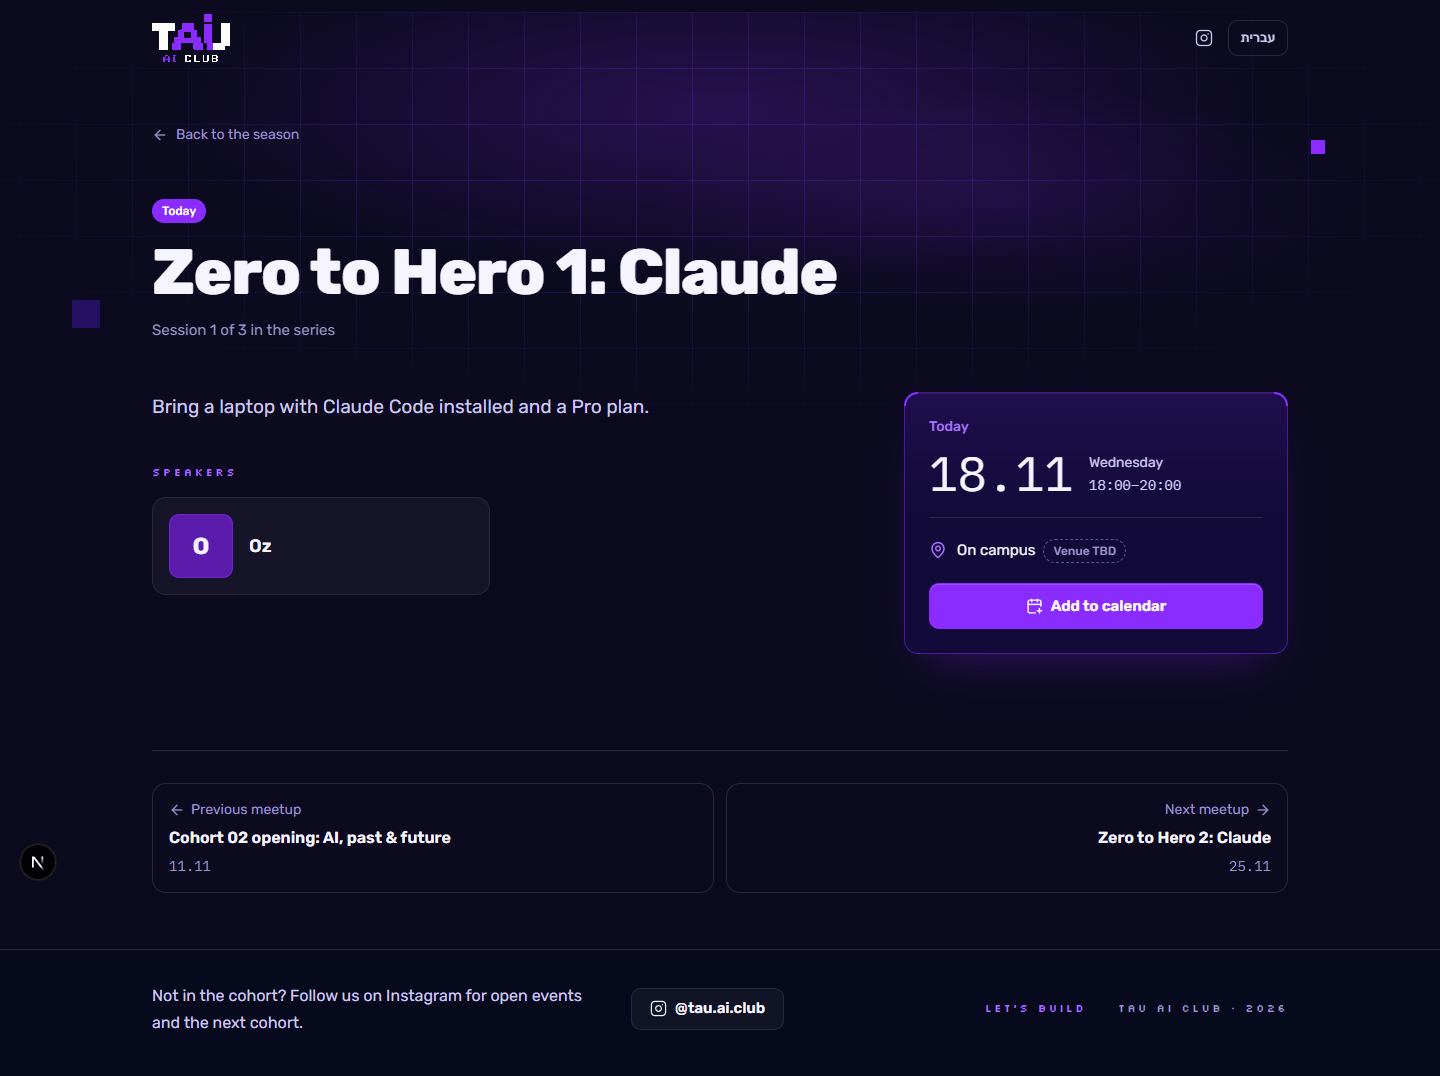 TAU
AI CLUB
עברית
Back to the season
Today
Zero to Hero 1: Claude
Session 1 of 3 in the series
Bring a laptop with Claude Code installed and a Pro plan.
SPEAKERS
O
Oz
Today
18.11
Wednesday
18:00–20:00
On campus
Venue TBD
Add to calendar
Previous meetup
Cohort 02 opening: AI, past & future
11.11
Next meetup
Zero to Hero 2: Claude
25.11
N
Not in the cohort? Follow us on Instagram for open events
and the next cohort.
@tau.ai.club
LET'S BUILD
TAU AI CLUB · 2026